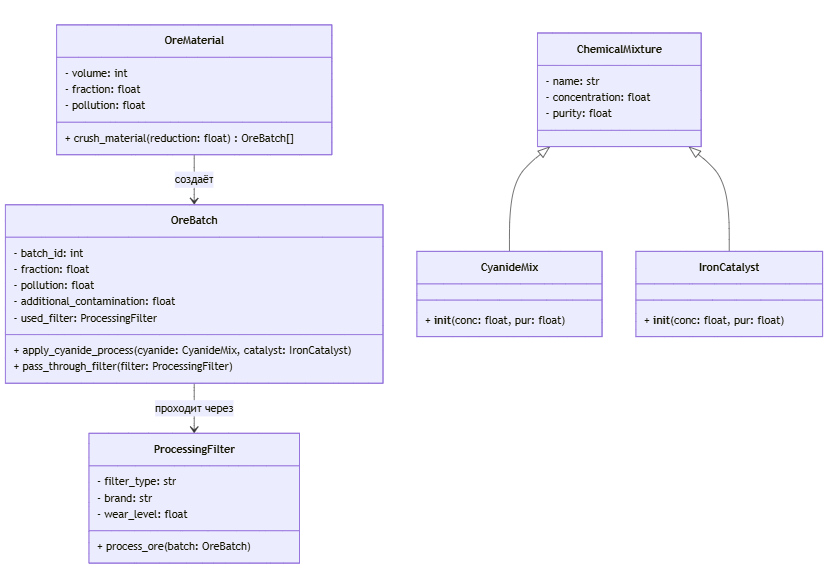 OreMaterial
- volume: int
- fraction: float
- pollution: float
+ crush_material(reduction: float) : OreBatch[]
создаёт
OreBatch
- batch_id: int
- fraction: float
- pollution: float
- additional_contamination: float
- used_filter: ProcessingFilter
+ apply_cyanide_process(cyanide: CyanideMix, catalyst: IronCatalyst)
+ pass_through_filter(filter: ProcessingFilter)
проходит через
ProcessingFilter
- filter_type: str
- brand: str
- wear_level: float
+ process_ore(batch: OreBatch)
ChemicalMixture
- name: str
- concentration: float
- purity: float
CyanideMix
+ init(conc: float, pur: float)
IronCatalyst
+ init(conc: float, pur: float)